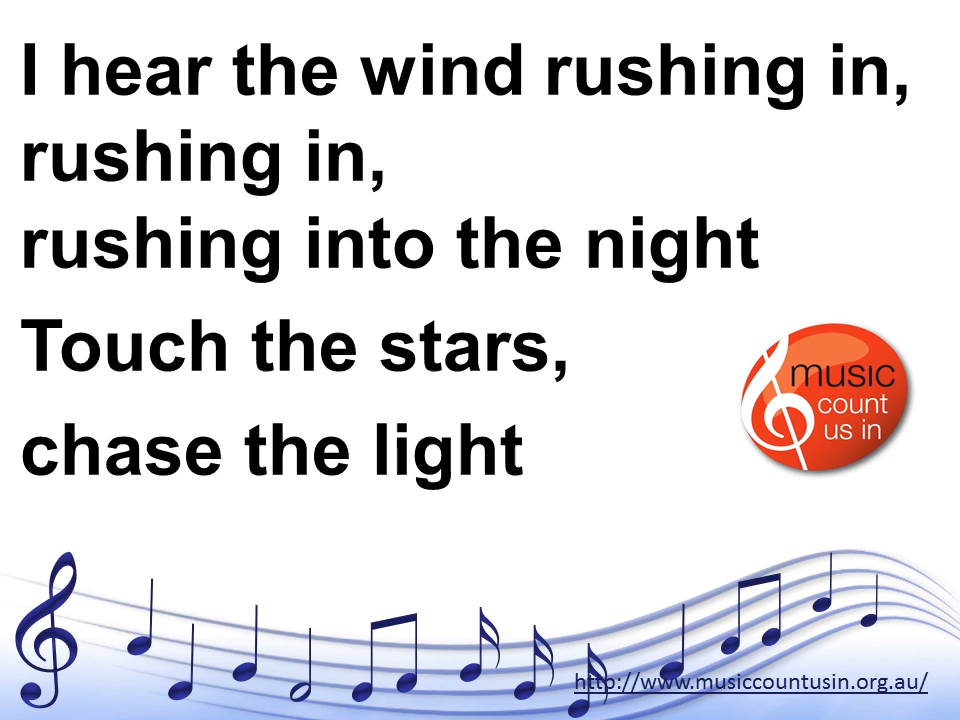 I hear the wind rushing in,
rushing in,
rushing into the night
Touch the stars,
chase the light
music
count
us in
http://www.musiccountusin.org.au/